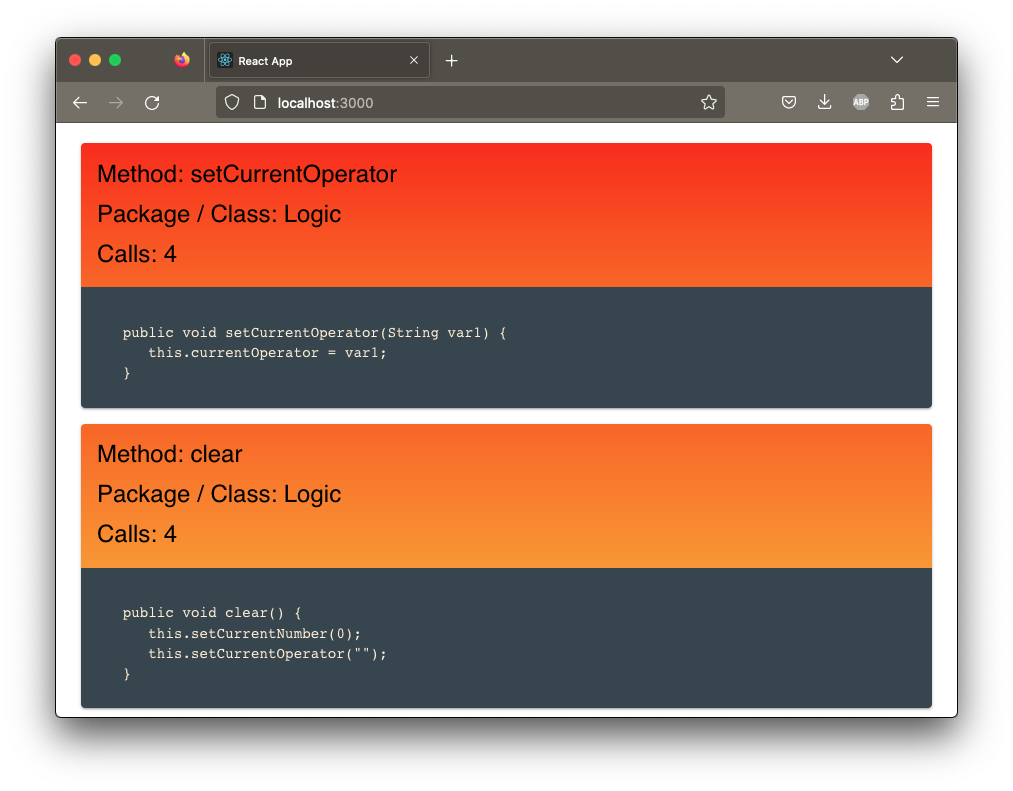 React App
localhost:3000
ABP
Method: setCurrentOperator
Package / Class: Logic
Calls: 4
public void setCurrentOperator(String var1) {
   this.currentOperator = var1;
}
Method: clear
Package / Class: Logic
Calls: 4
public void clear() {
   this.setCurrentNumber(0);
   this.setCurrentOperator("");
}